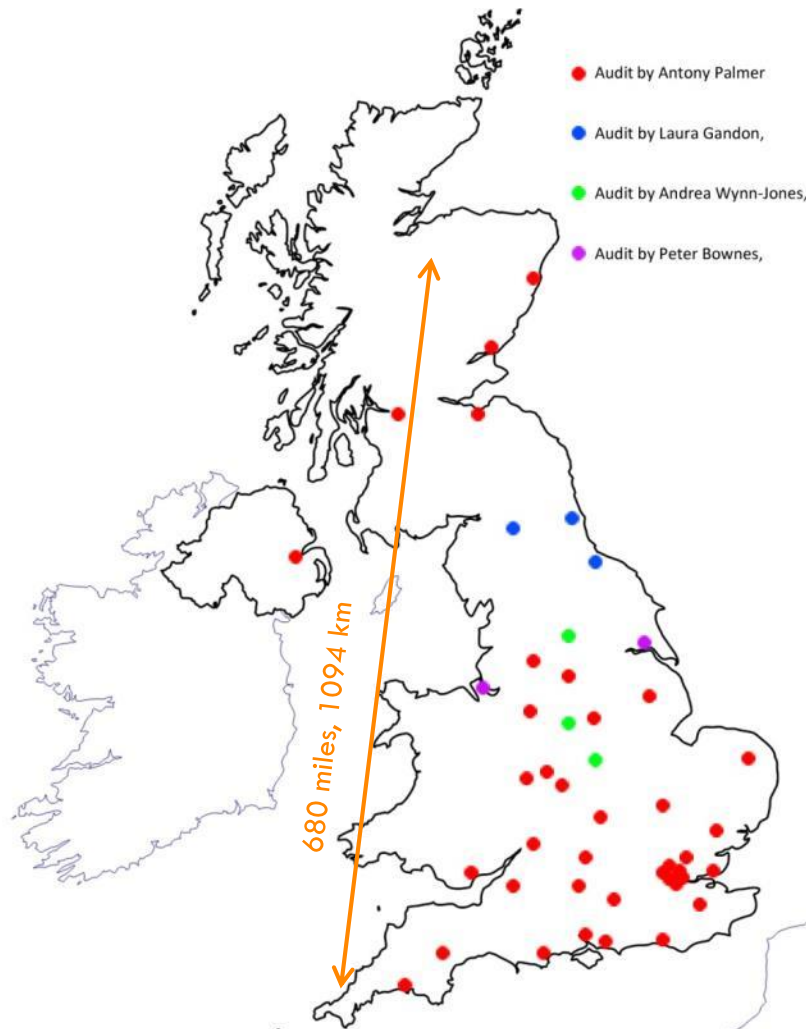 Audit by Antony Palmer
Audit by Laura Gandon,
Audit by Andrea Wynn-Jones,
Audit by Peter Bownes,
680 miles, 1094 km